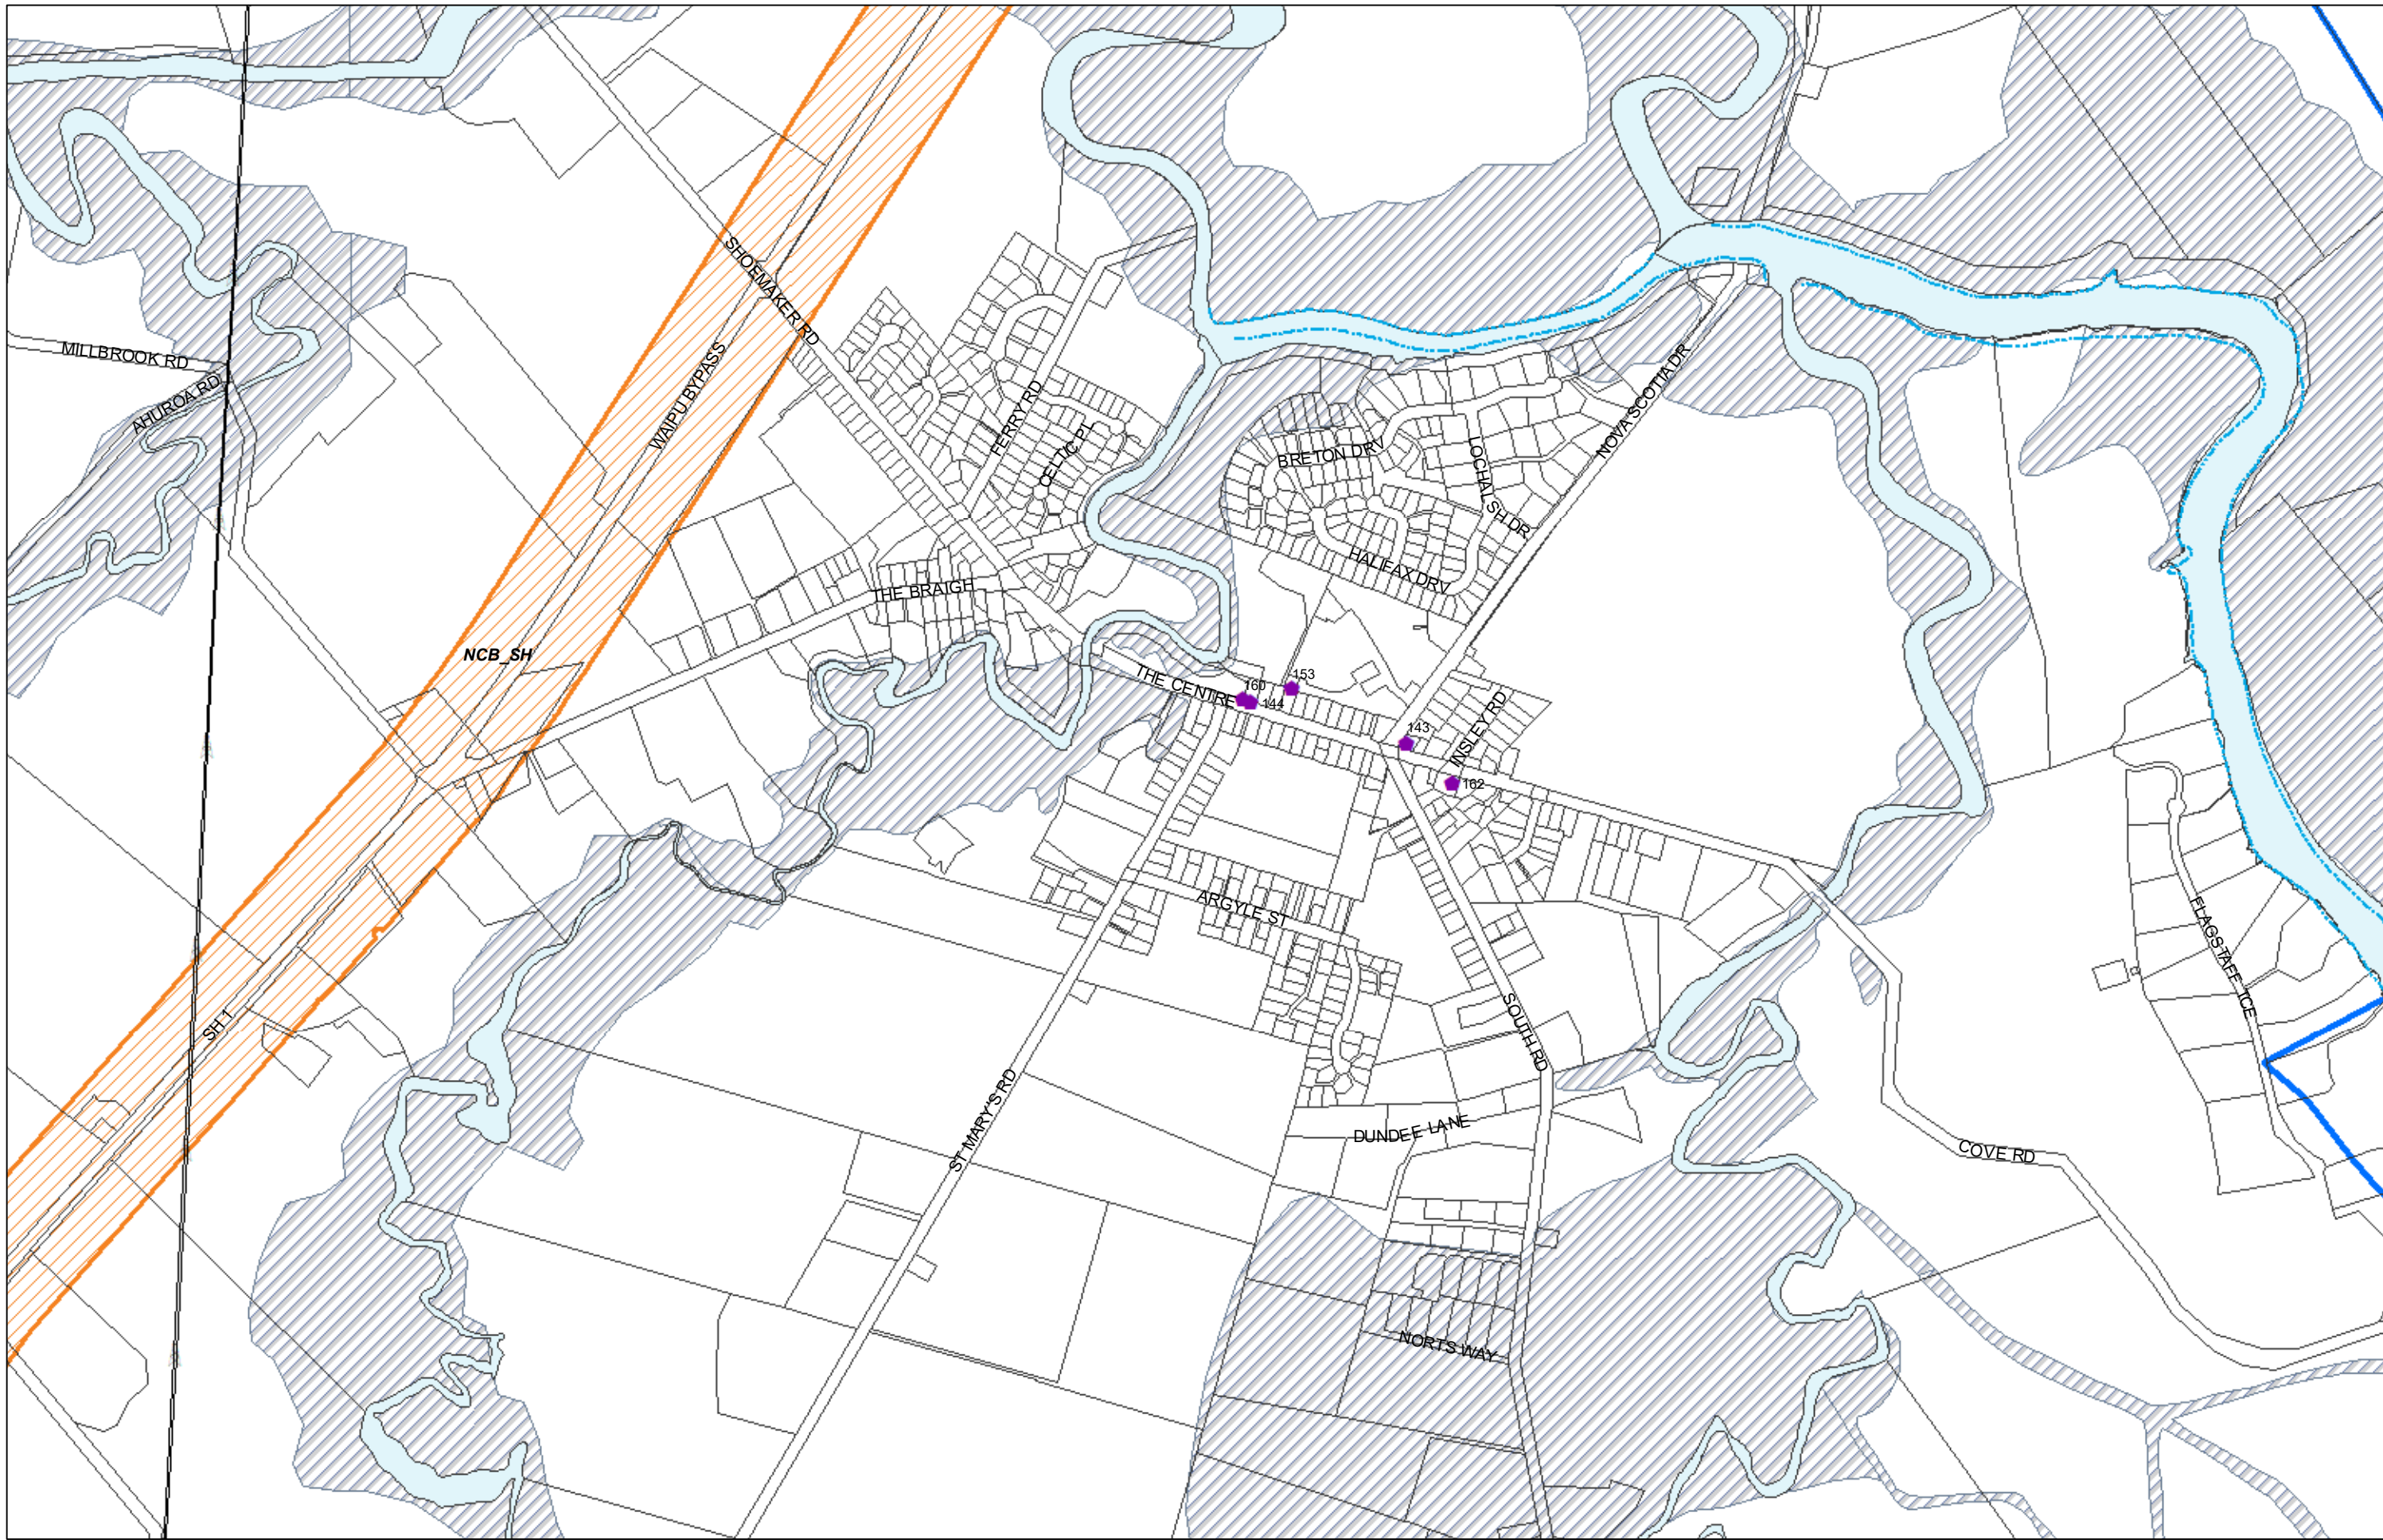 SHOEMAKER RD
MILLBROOK RD
AHUROA RD
WAIPU BYPASS
FERRY RD
CELTIC PL
BRETON DRV
LOCHALSH DR
NOVA SCOTIA DR
HALIFAX DRV
THE BRAIGH
NCB_SH
THE CENTRE
160
144
153
143
INSLEY RD
162
ARGYLE ST
FLAGSTAFF TCE
SH 1
SOUTH RD
ST MARY'S RD
DUNDEE LANE
COVE RD
NORTS WAY